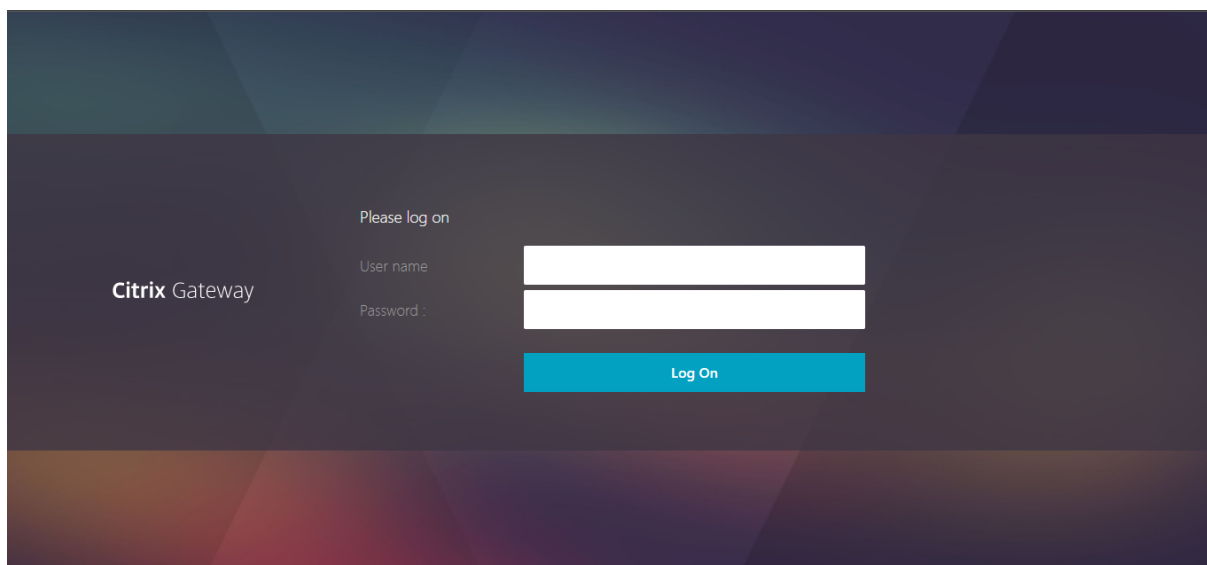 Please log on
User name
Citrix Gateway
Password :
Log On